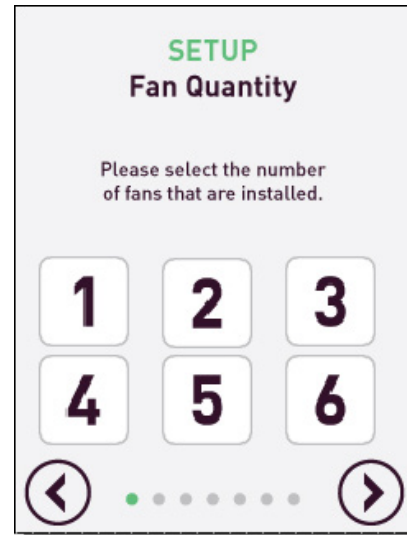 SETUP
Fan Quantity
Please select the number
of fans that are installed.
1 2 3
4 5 6